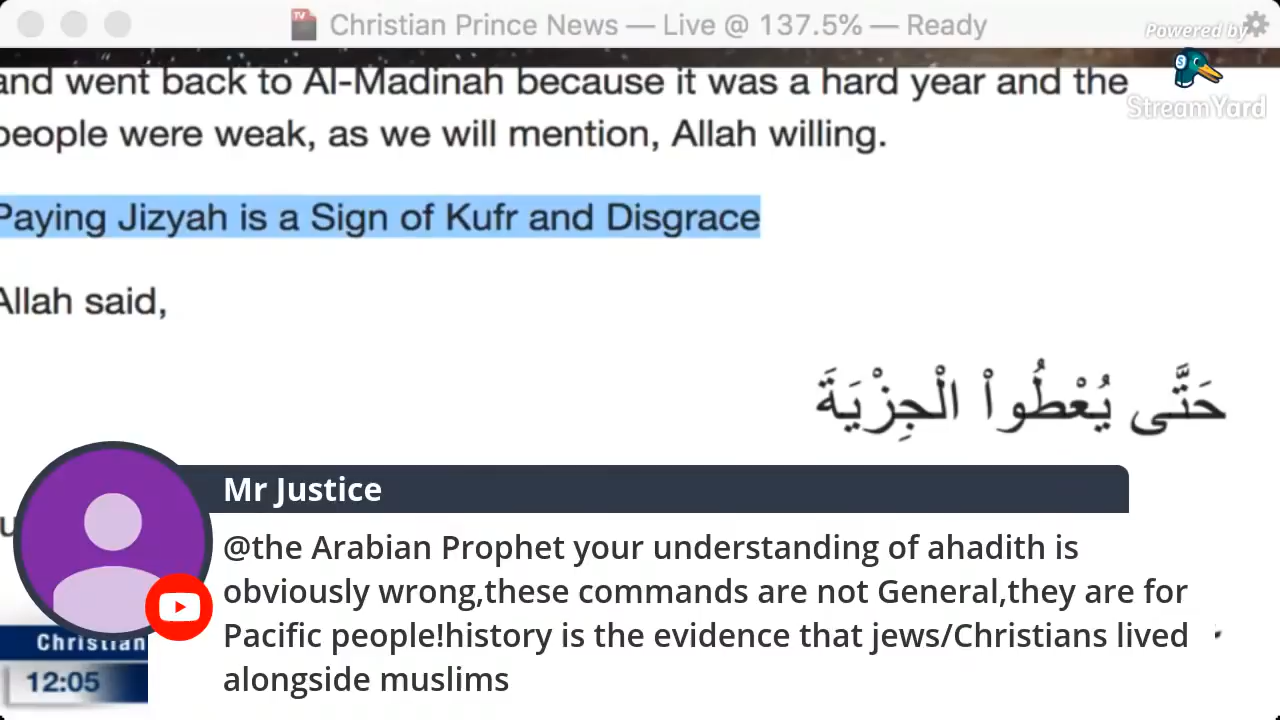 Christian Prince News — Live @ 137.5% — Ready
Powered by
StreamYard
and went back to Al-Madinah because it was a hard year and the
people were weak, as we will mention, Allah willing.
Paying Jizyah is a Sign of Kufr and Disgrace
Allah said,
حَتَّى يُعْطُواْ الْجِزْيَةَ
Mr Justice
@the Arabian Prophet your understanding of ahadith is
obviously wrong,these commands are not General,they are for
Pacific people!history is the evidence that jews/Christians lived
alongside muslims
Christian
12:05